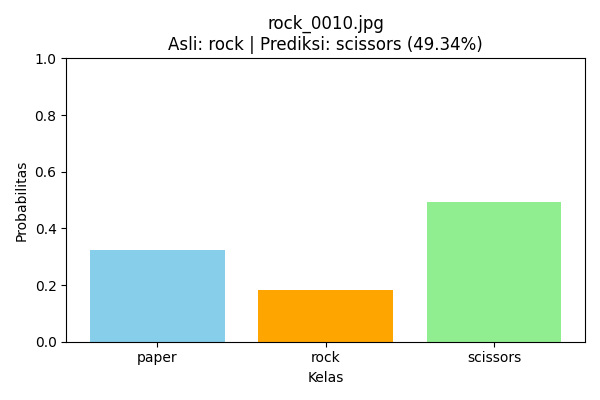 rock_0010.jpg
Asli: rock | Prediksi: scissors (49.34%)
1.0
0.8
0.6
0.4
0.2
0.0
Probabilitas
paper rock scissors
Kelas